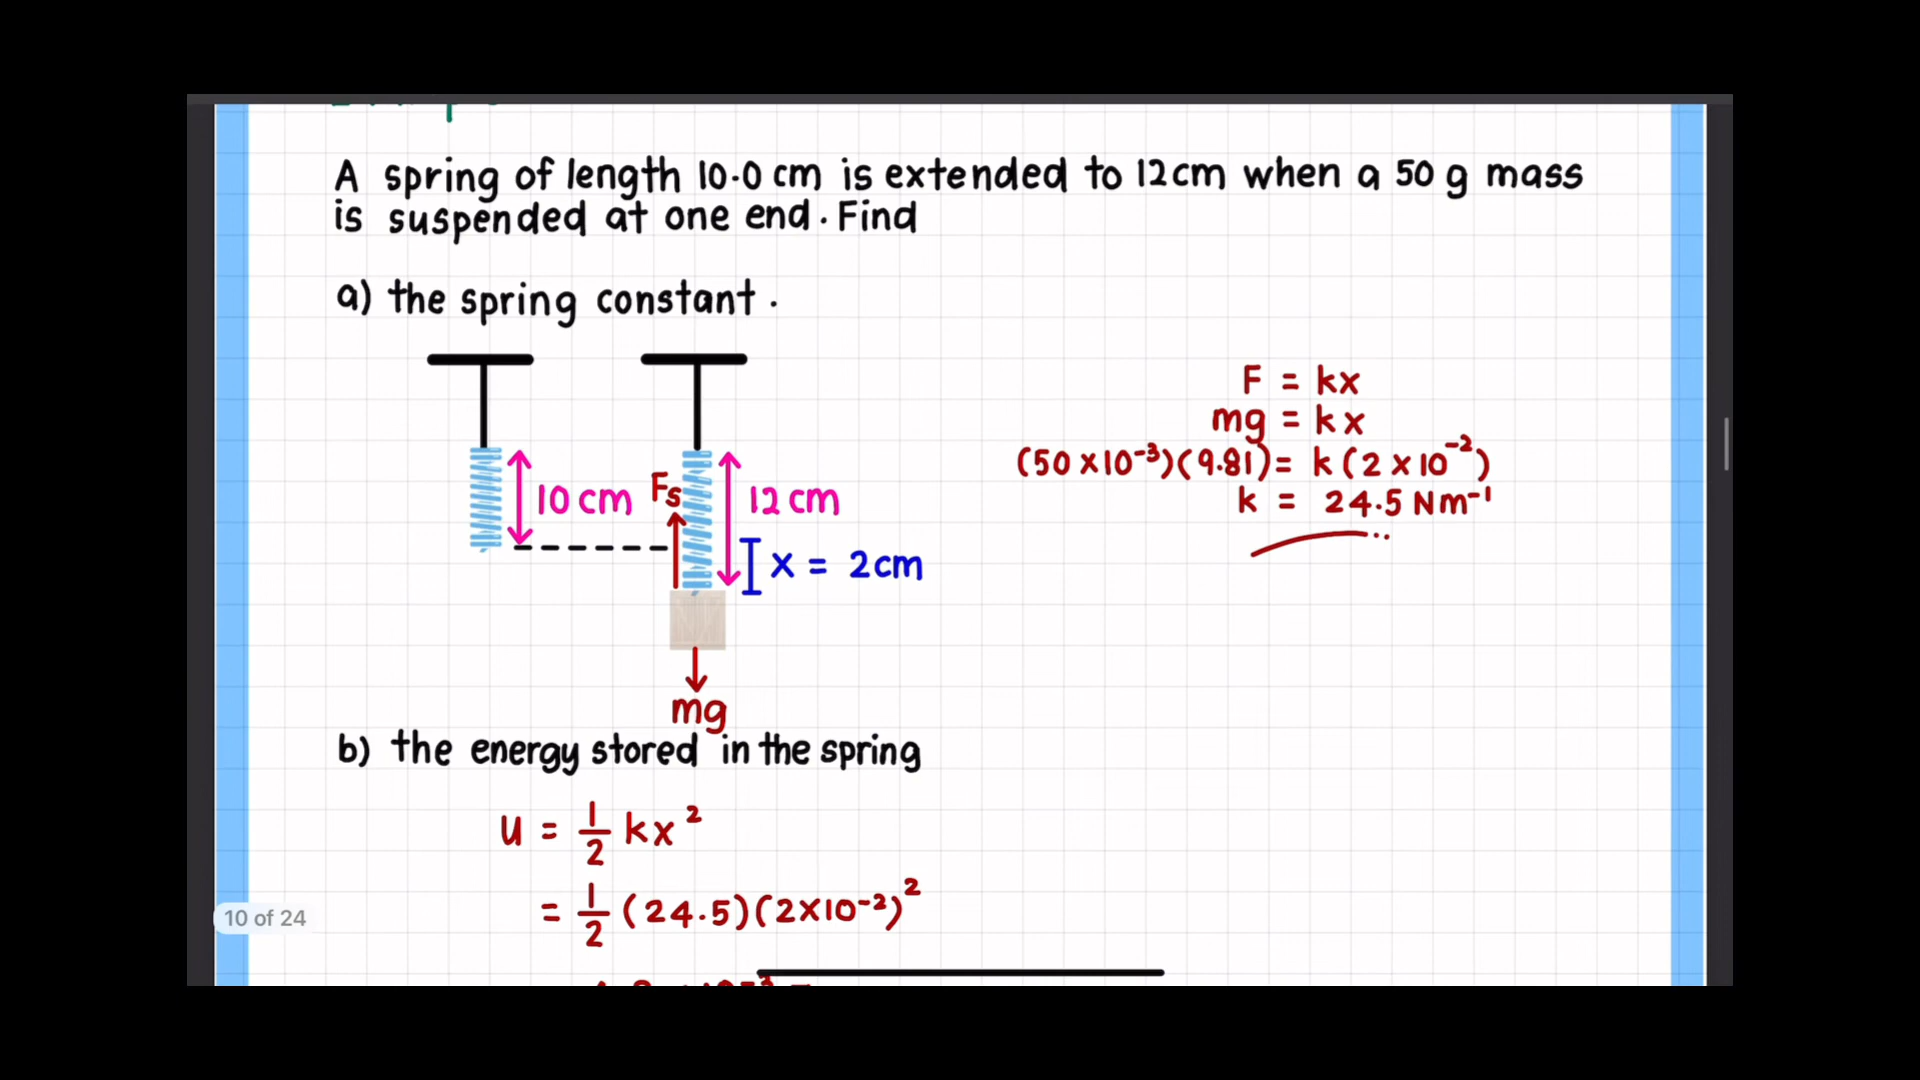 A spring of length 10.0 cm is extended to 12cm when a 50 g mass
is suspended at one end. Find
a) the spring constant.
F = kx
mg = kx
(50 x10⁻³)(9.81) = k(2 x 10⁻²)
k = 24.5 Nm⁻¹
10 cm
Fs
12 cm
x = 2cm
mg
b) the energy stored in the spring
U = 1/2 kx²
= 1/2 (24.5)(2x10⁻²)²
10 of 24